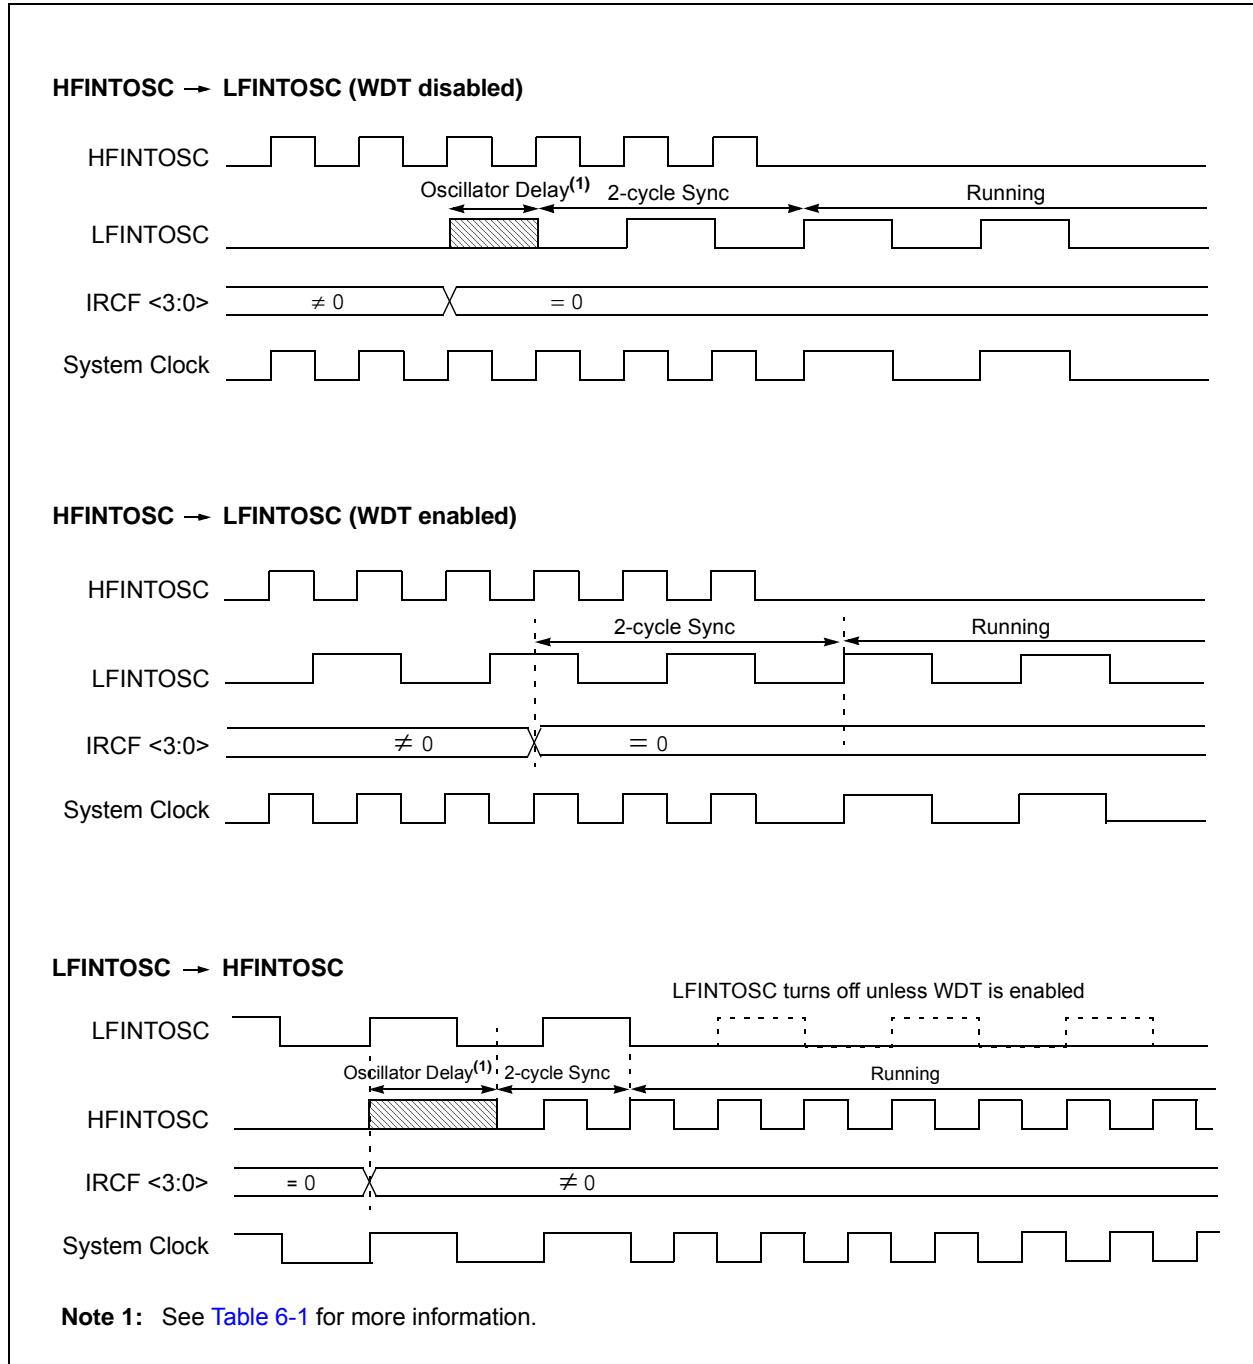 HFINTOSC → LFINTOSC (WDT disabled)
HFINTOSC
Oscillator Delay(1) 2-cycle Sync Running
LFINTOSC
IRCF <3:0> ≠ 0 = 0
System Clock
HFINTOSC → LFINTOSC (WDT enabled)
HFINTOSC
2-cycle Sync Running
LFINTOSC
IRCF <3:0> ≠ 0 = 0
System Clock
LFINTOSC → HFINTOSC
LFINTOSC turns off unless WDT is enabled
LFINTOSC
Oscillator Delay(1) 2-cycle Sync Running
HFINTOSC
IRCF <3:0> = 0 ≠ 0
System Clock
Note 1: See Table 6-1 for more information.